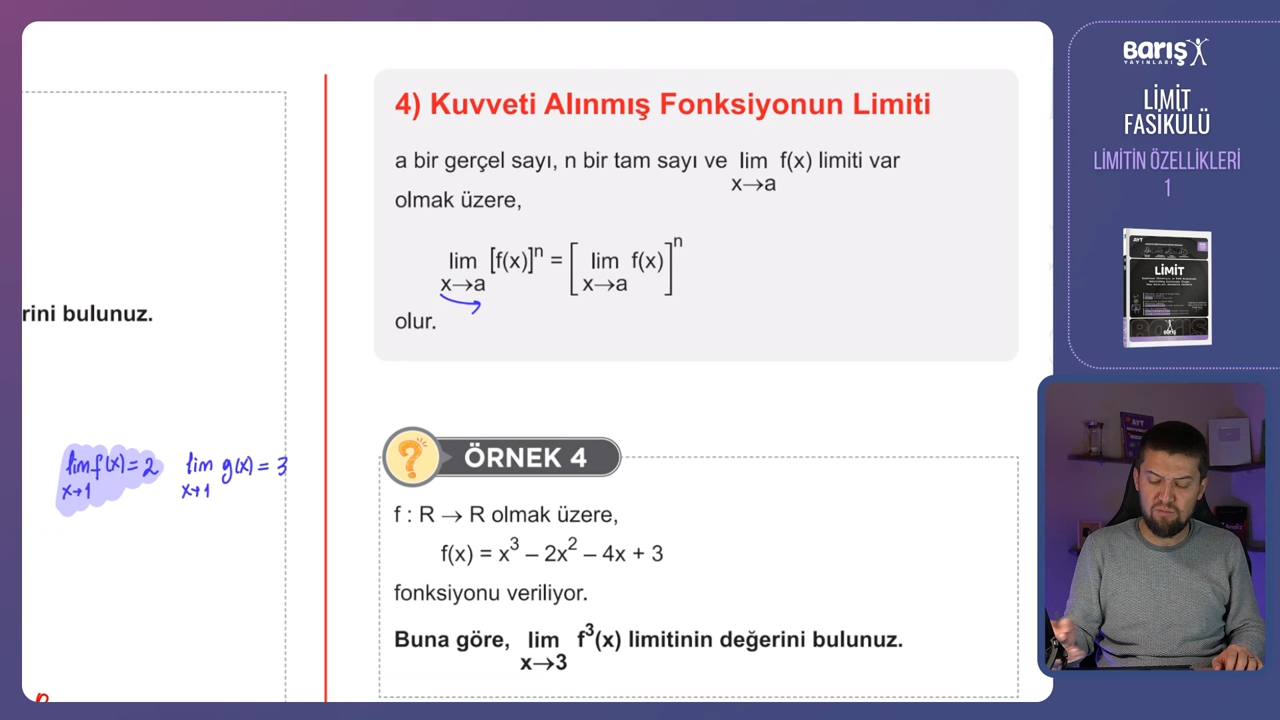 4) Kuvveti Alınmış Fonksiyonun Limiti
a bir gerçel sayı, n bir tam sayı ve lim f(x) limiti var
x→a
olmak üzere,
lim [f(x)]ⁿ = [ lim f(x) ]ⁿ
x→a x→a
olur.
rini bulunuz.
lim f(x) = 2 lim g(x) = 3
x→1 x→1
ÖRNEK 4
f : R → R olmak üzere,
f(x) = x³ – 2x² – 4x + 3
fonksiyonu veriliyor.
Buna göre, lim f³(x) limitinin değerini bulunuz.
x→3
BARIŞ
YAYINLARI
LİMİT
FASİKÜLÜ
LİMİTİN ÖZELLİKLERİ
1
AYT
LİMİT
BARIŞ